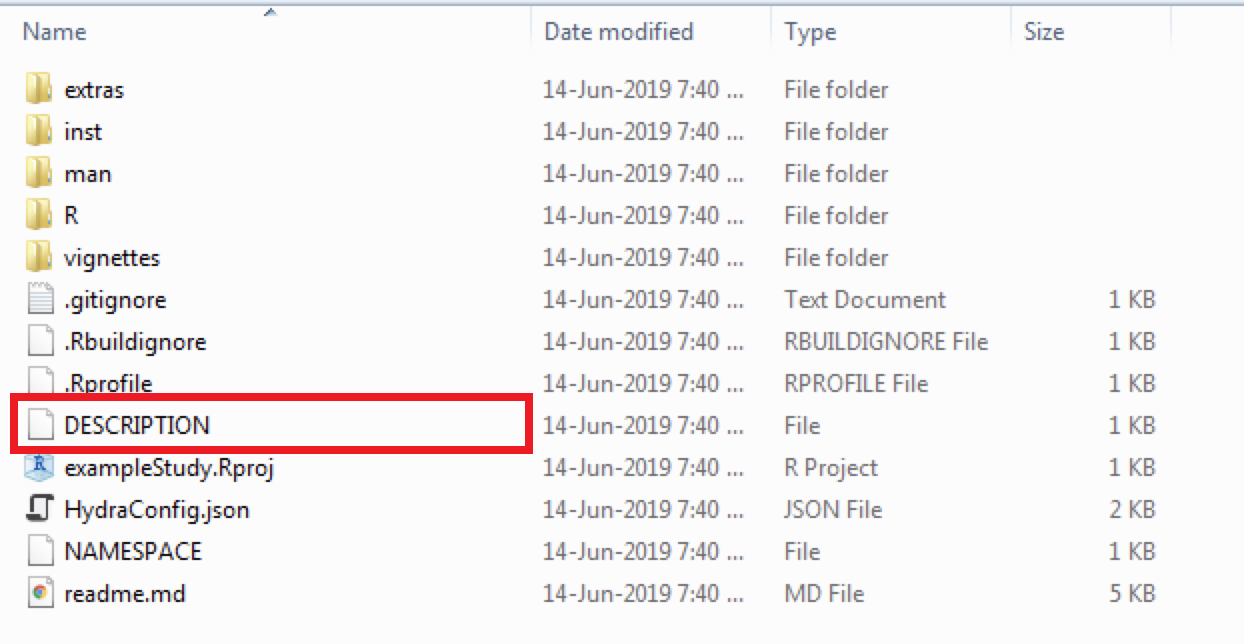 Name Date modified Type Size
extras 14-Jun-2019 7:40 ... File folder
inst 14-Jun-2019 7:40 ... File folder
man 14-Jun-2019 7:40 ... File folder
R 14-Jun-2019 7:40 ... File folder
vignettes 14-Jun-2019 7:40 ... File folder
.gitignore 14-Jun-2019 7:40 ... Text Document 1 KB
.Rbuildignore 14-Jun-2019 7:40 ... RBUILDIGNORE File 1 KB
.Rprofile 14-Jun-2019 7:40 ... RPROFILE File 1 KB
DESCRIPTION 14-Jun-2019 7:40 ... File 1 KB
exampleStudy.Rproj 14-Jun-2019 7:40 ... R Project 1 KB
HydraConfig.json 14-Jun-2019 7:40 ... JSON File 2 KB
NAMESPACE 14-Jun-2019 7:40 ... File 1 KB
readme.md 14-Jun-2019 7:40 ... MD File 5 KB